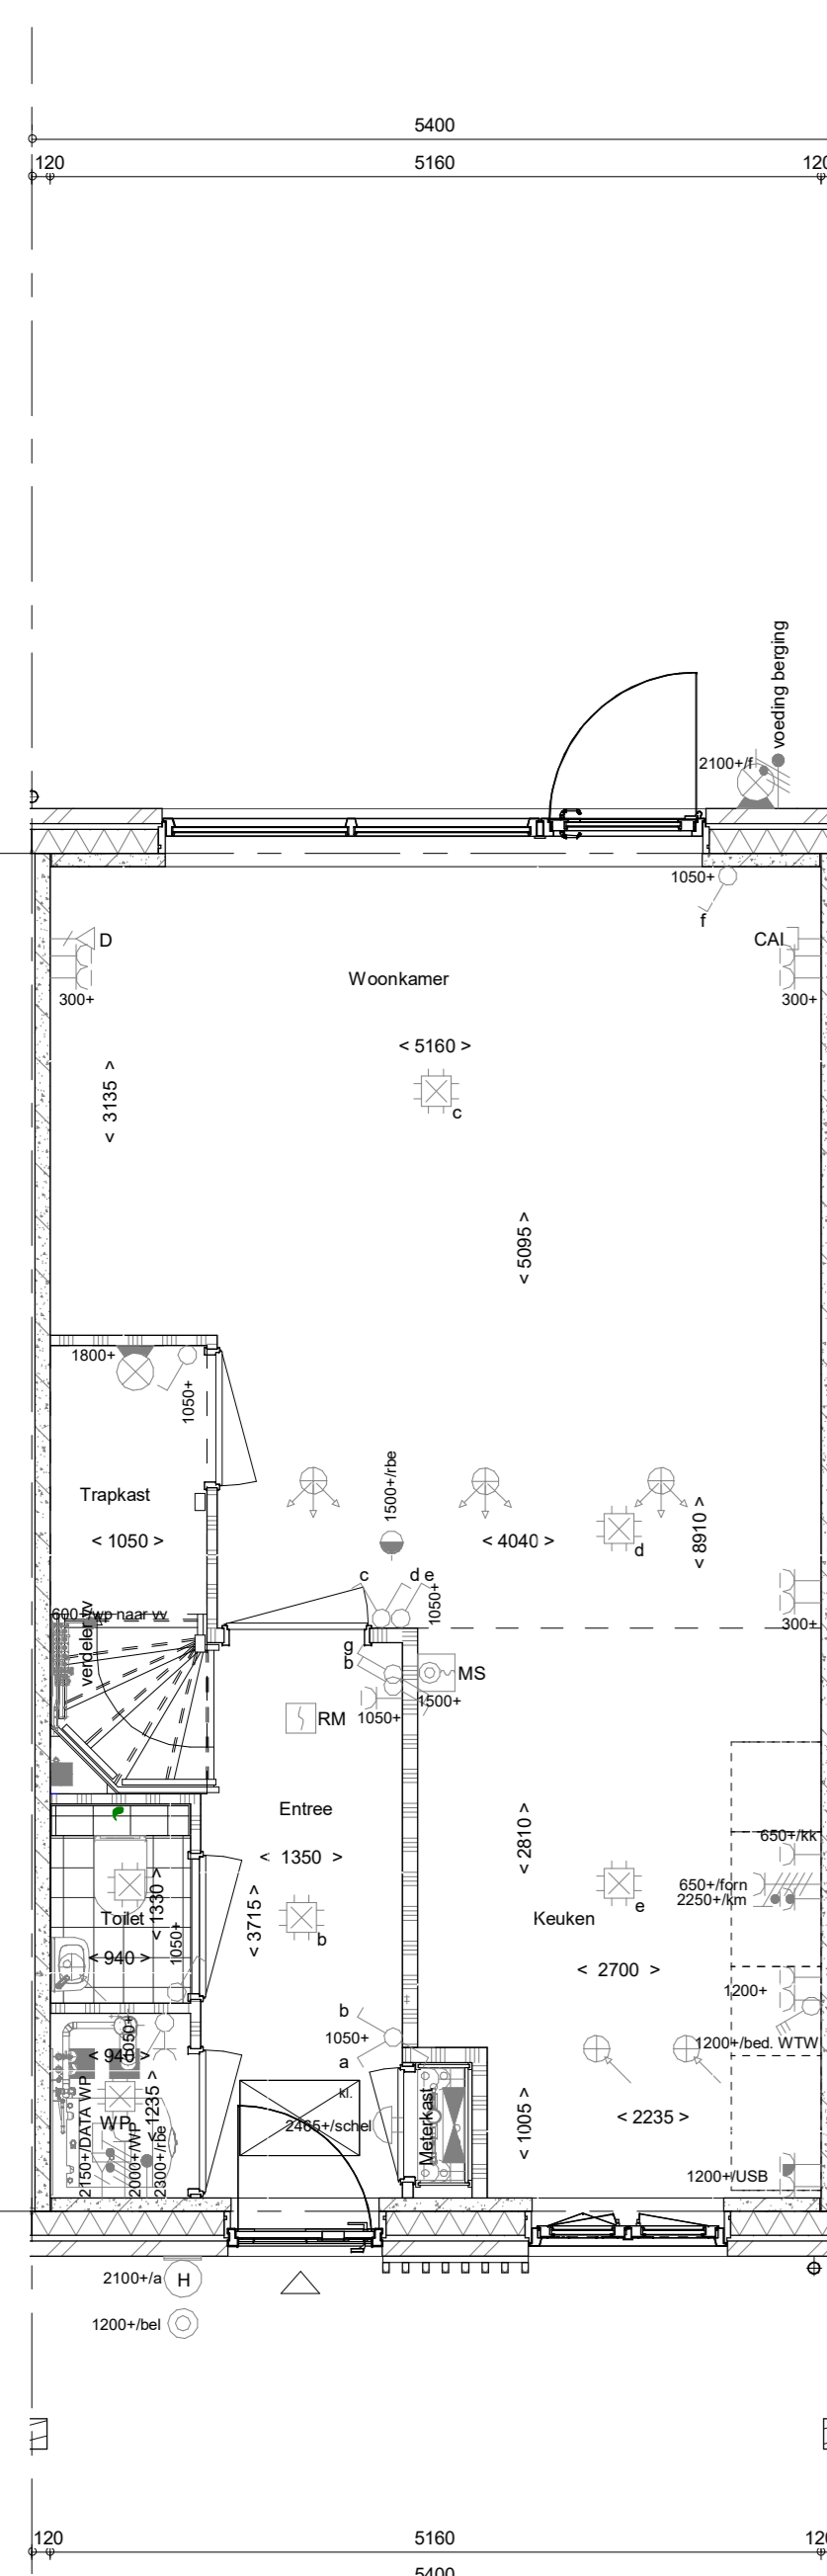 5400
120 5160 120
voeding berging
2100+/f
1050+
f
D
CAI
300+
300+
Woonkamer
< 5160 >
c
< 3135 >
< 5095 >
1800+
1050+
Trapkast
< 1050 >
1500+/rbe
< 4040 >
d
< 8910 >
c
d e
1050+
300+
600+/wp naar vv
verdeler vv
g
b
MS
1500+
1050+
RM
Entree
< 1350 >
< 3715 >
b
< 2810 >
650+/kk
650+/forn
2250+/km
e
Keuken
< 2700 >
Toilet
< 1330 >
< 940 >
1050+
1200+
1200+/bed. WTW
b
1050+
a
1050+
< 940 >
WP
< 1235 >
2150+/DATA WP
2000+/WP
2300+/rbe
kl.
2465+/schel
Meterkast
< 1005 >
< 2235 >
1200+/USB
2100+/a
H
1200+/bel
120 5160 120
5400